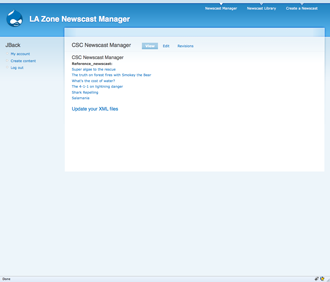 Newscast Manager Newscast Library Create a Newscast
LA Zone Newscast Manager
JBack
My account
Create content
Log out
CSC Newscast Manager
View Edit Revisions
CSC Newscast Manager
Reference_newscast:
Super algae to the rescue
The truth on forest fires with Smokey the Bear
What's the cost of water?
The 4-1-1 on lightning danger
Share Repelling
Salamania
Update your XML files
Done